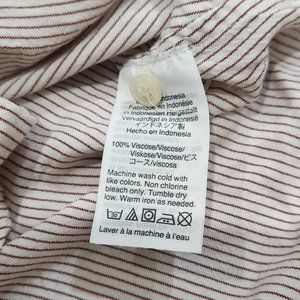 Indonesia
Fabriqué en Indonésie
In Indonesien Hergestellt
Vervaardigd in Indonesië
インドネシア製
Hecho en Indonesia
100% Viscose/Viscose/
Viskose/Viscosa/ビス
コース/viscosa
Machine wash cold with
like colors. Non chlorine
bleach only. Tumble dry
low. Warm iron as needed.
Laver à la machine à l'eau